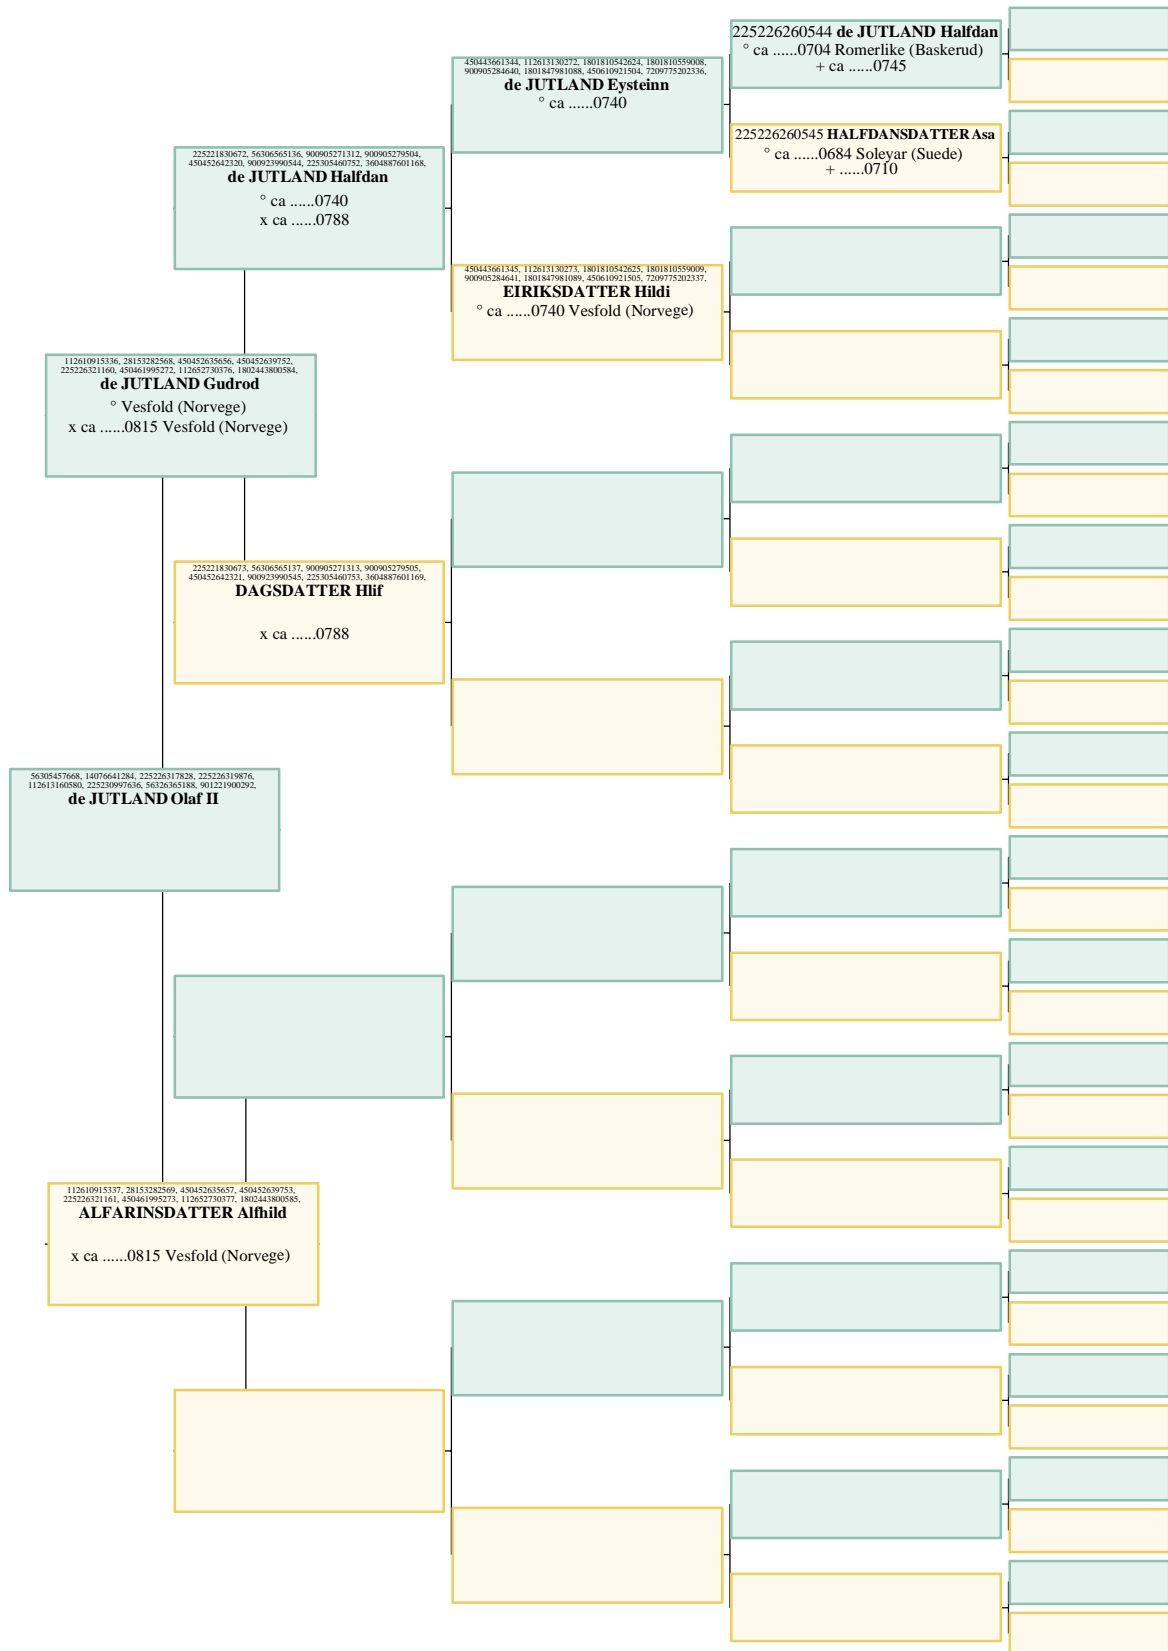 225226260544 de JUTLAND Halfdan
° ca ......0704 Romerlike (Baskerud)
+ ca ......0745
450443661344, 112613130272, 1801810542624, 1801810559008,
900905284640, 1801847981088, 450610921504, 7209775202336,
de JUTLAND Eysteinn
° ca ......0740
225226260545 HALFDANSDATTER Asa
° ca ......0684 Soleyar (Suede)
+ ......0710
225221830672, 56306565136, 900905271312, 900905279504,
450452642320, 900923990544, 225305460752, 3604887601168,
de JUTLAND Halfdan
° ca ......0740
x ca ......0788
450443661345, 112613130273, 1801810542625, 1801810559009,
900905284641, 1801847981089, 450610921505, 7209775202337,
EIRIKSDATTER Hildi
° ca ......0740 Vesfold (Norvege)
112610915336, 28153282568, 450452635656, 450452639752,
225226321160, 450461995272, 112652730376, 1802443800584,
de JUTLAND Gudrod
° Vesfold (Norvege)
x ca ......0815 Vesfold (Norvege)
225221830673, 56306565137, 900905271313, 900905279505,
450452642321, 900923990545, 225305460753, 3604887601169,
DAGSDATTER Hlif
x ca ......0788
56305457668, 14076641284, 225226317828, 225226319876,
112613160580, 225230997636, 56326365188, 901221900292,
de JUTLAND Olaf II
112610915337, 28153282569, 450452635657, 450452639753,
225226321161, 450461995273, 112652730377, 1802443800585,
ALFARINSDATTER Alfhild
x ca ......0815 Vesfold (Norvege)